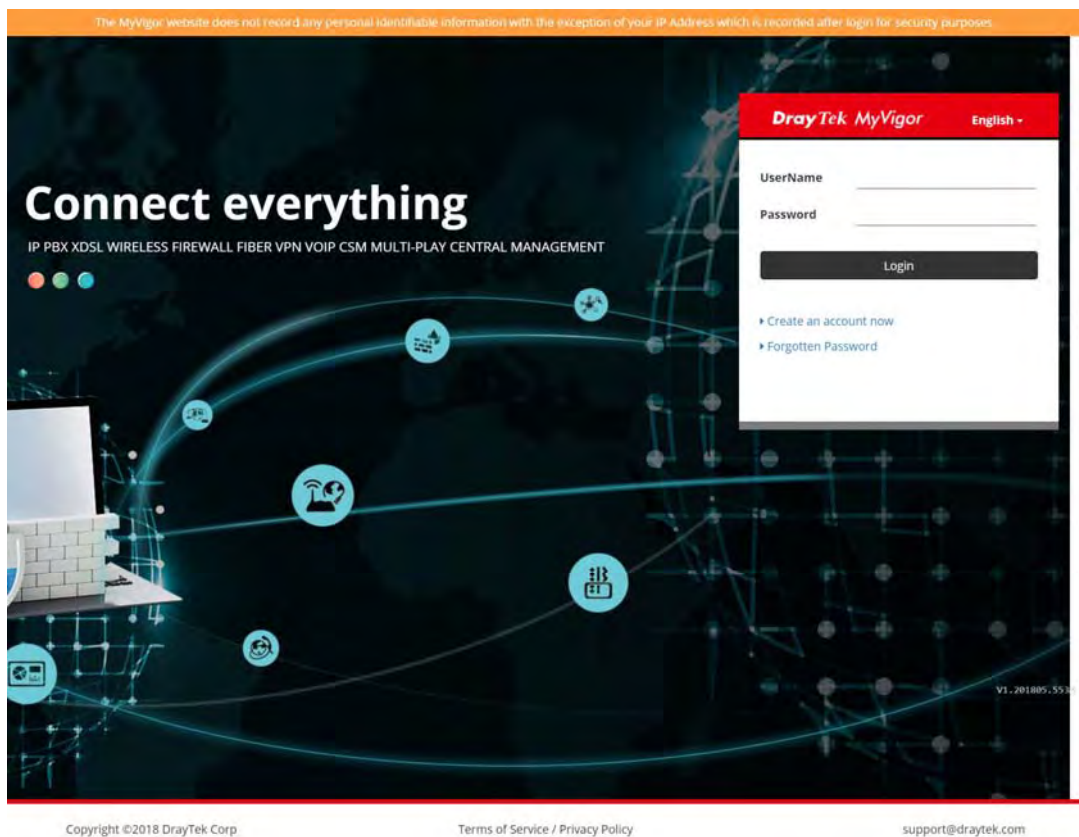 The MyVigor website does not record any personal identifiable information with the exception of your IP Address which is recorded after login for security purposes
DrayTek MyVigor English
UserName
Password
Login
Create an account now
Forgotten Password
Connect everything
IP PBX XDSL WIRELESS FIREWALL FIBER VPN VOIP CSM MULTI-PLAY CENTRAL MANAGEMENT
Copyright ©2018 DrayTek Corp Terms of Service / Privacy Policy support@draytek.com